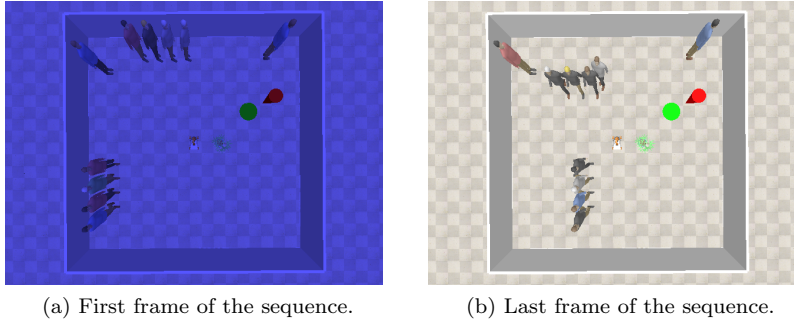 (a) First frame of the sequence.
(b) Last frame of the sequence.